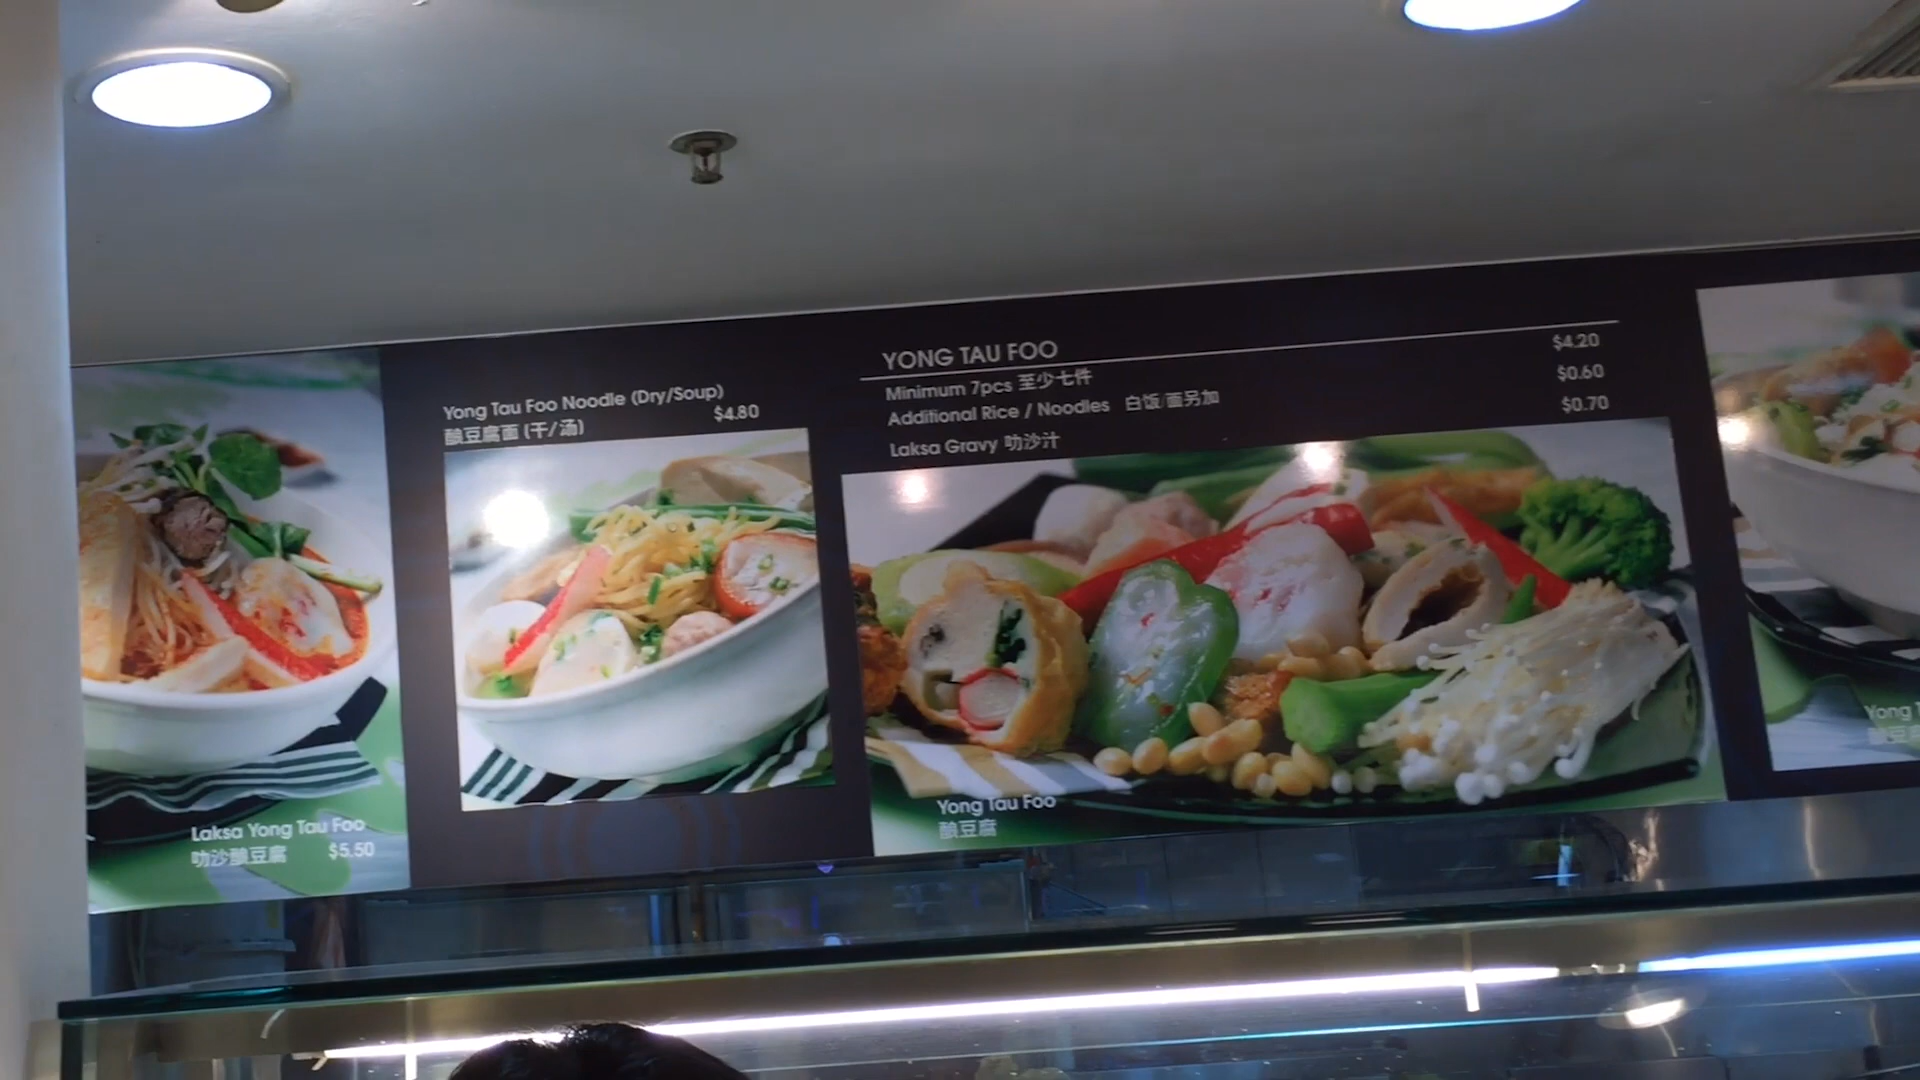 Yong Tau Foo Noodle (Dry/Soup)
酿豆腐面 (干/汤) $4.80
YONG TAU FOO
Minimum 7pcs 至少七件 $4.20
Additional Rice / Noodles 白饭/面另加 $0.60
Laksa Gravy 叻沙汁 $0.70
Laksa Yong Tau Foo
叻沙酿豆腐 $5.50
Yong Tau Foo
酿豆腐
Yong